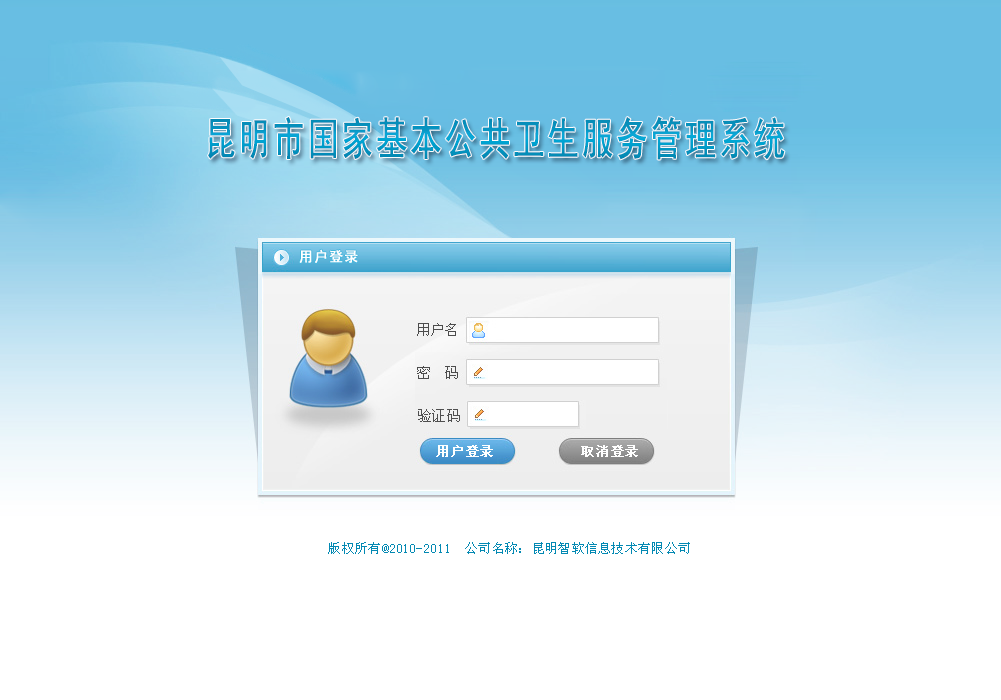 昆明市国家基本公共卫生服务管理系统
用户登录
用户名
密 码
验证码
用户登录 取消登录
版权所有@2010-2011 公司名称：昆明智软信息技术有限公司